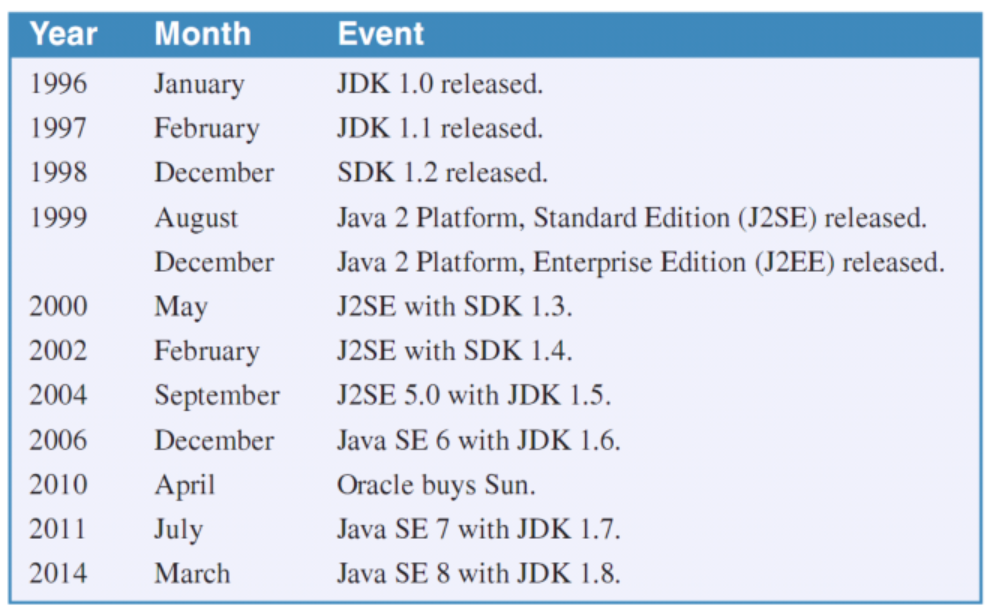 Year Month Event
1996 January JDK 1.0 released.
1997 February JDK 1.1 released.
1998 December SDK 1.2 released.
1999 August Java 2 Platform, Standard Edition (J2SE) released.
December Java 2 Platform, Enterprise Edition (J2EE) released.
2000 May J2SE with SDK 1.3.
2002 February J2SE with SDK 1.4.
2004 September J2SE 5.0 with JDK 1.5.
2006 December Java SE 6 with JDK 1.6.
2010 April Oracle buys Sun.
2011 July Java SE 7 with JDK 1.7.
2014 March Java SE 8 with JDK 1.8.